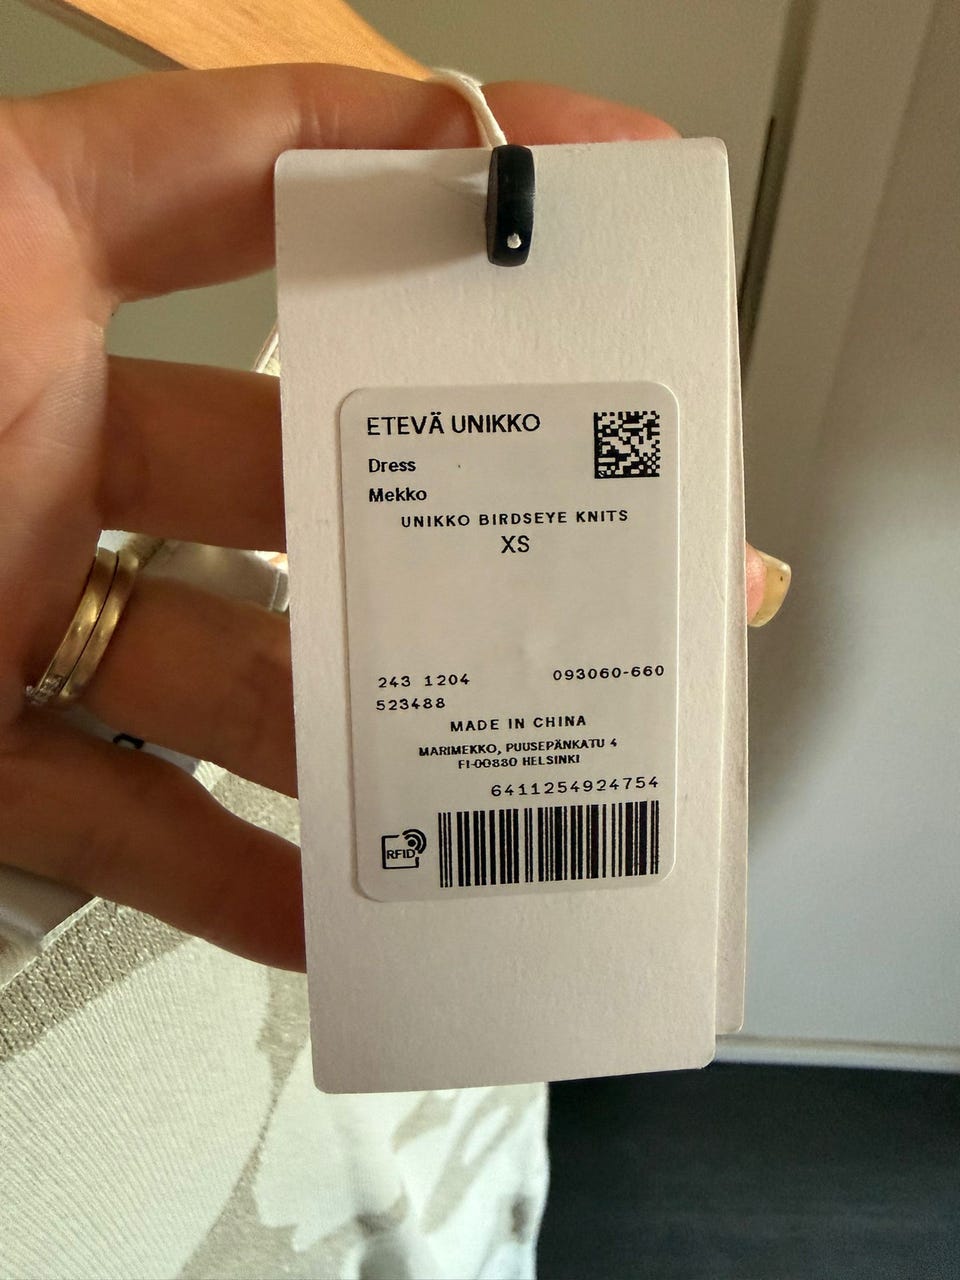 ETEVÄ UNIKKO
Dress
Mekko
UNIKKO BIRDSEYE KNITS
XS
243 1204 093060-660
523488
MADE IN CHINA
MARIMEKKO, PUUSEPÄNKATU 4
FI-00880 HELSINKI
6411254924754
RFID